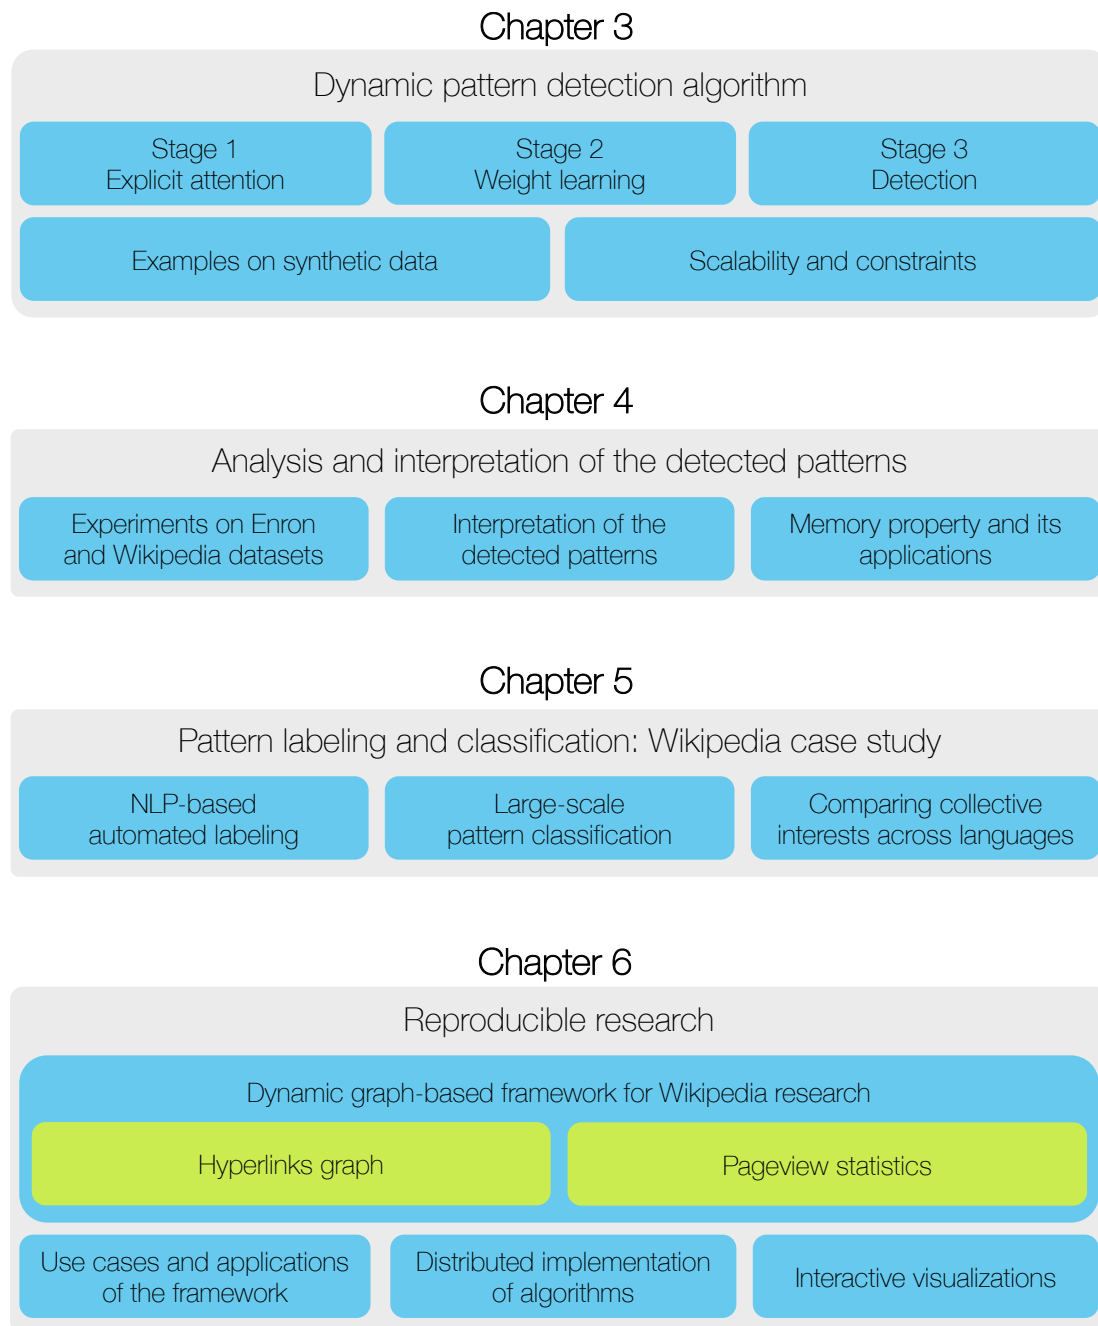 Chapter 3
Dynamic pattern detection algorithm
Stage 1
Explicit attention
Stage 2
Weight learning
Stage 3
Detection
Examples on synthetic data
Scalability and constraints
Chapter 4
Analysis and interpretation of the detected patterns
Experiments on Enron
and Wikipedia datasets
Interpretation of the
detected patterns
Memory property and its
applications
Chapter 5
Pattern labeling and classification: Wikipedia case study
NLP-based
automated labeling
Large-scale
pattern classification
Comparing collective
interests across languages
Chapter 6
Reproducible research
Dynamic graph-based framework for Wikipedia research
Hyperlinks graph
Pageview statistics
Use cases and applications
of the framework
Distributed implementation
of algorithms
Interactive visualizations